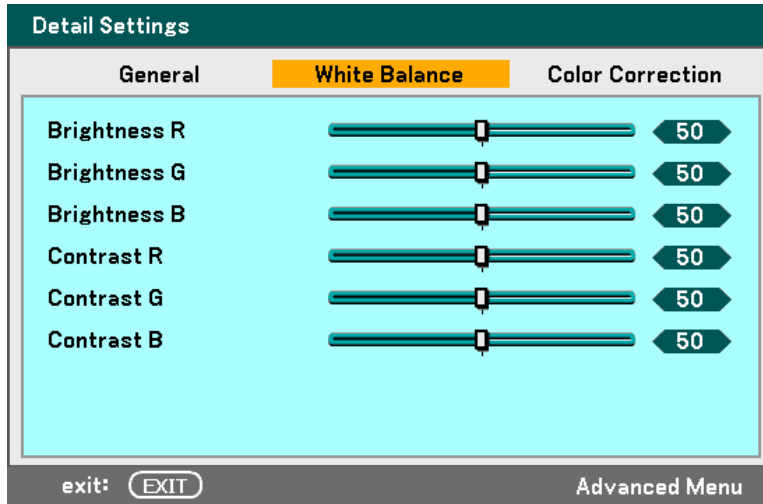 Detail Settings
General White Balance Color Correction
Brightness R 50
Brightness G 50
Brightness B 50
Contrast R 50
Contrast G 50
Contrast B 50
exit: EXIT Advanced Menu